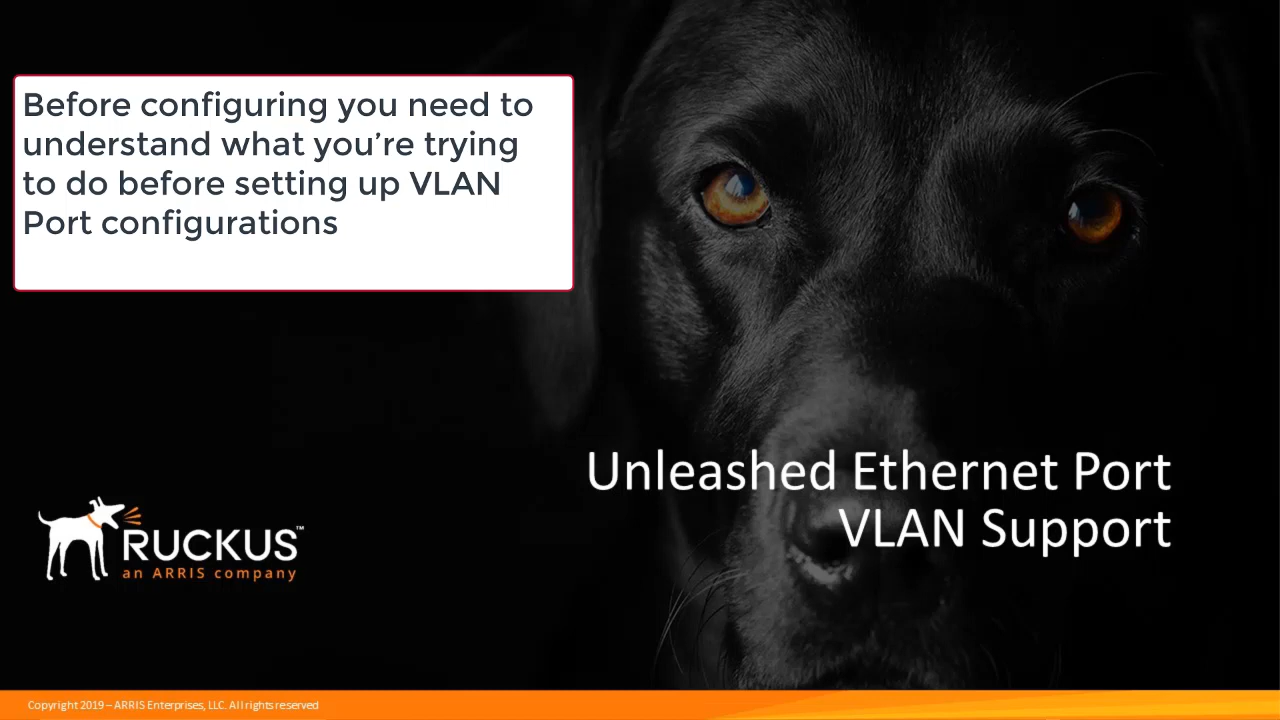 Before configuring you need to
understand what you’re trying
to do before setting up VLAN
Port configurations
Unleashed Ethernet Port
VLAN Support
RUCKUS™
an ARRIS company
Copyright 2019 – ARRIS Enterprises, LLC. All rights reserved